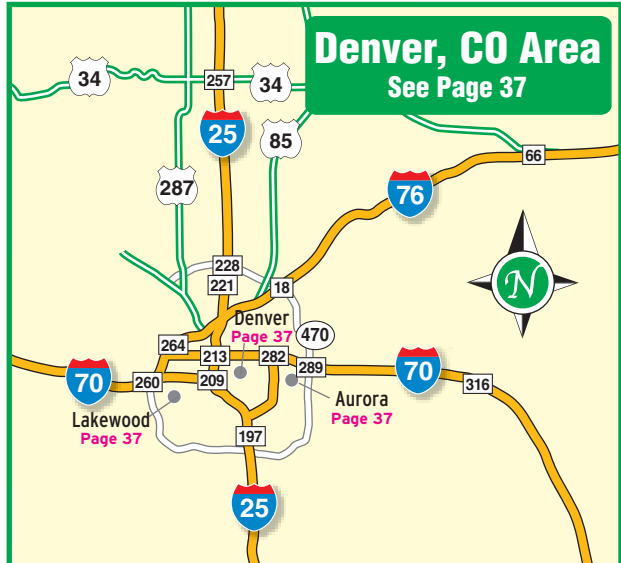 Denver, CO Area
See Page 37
34
257
34
25
85
66
287
76
228
221
18
Denver
Page 37
470
264
213
282
289
70
260
209
70
316
Lakewood
Page 37
Aurora
Page 37
197
25
N